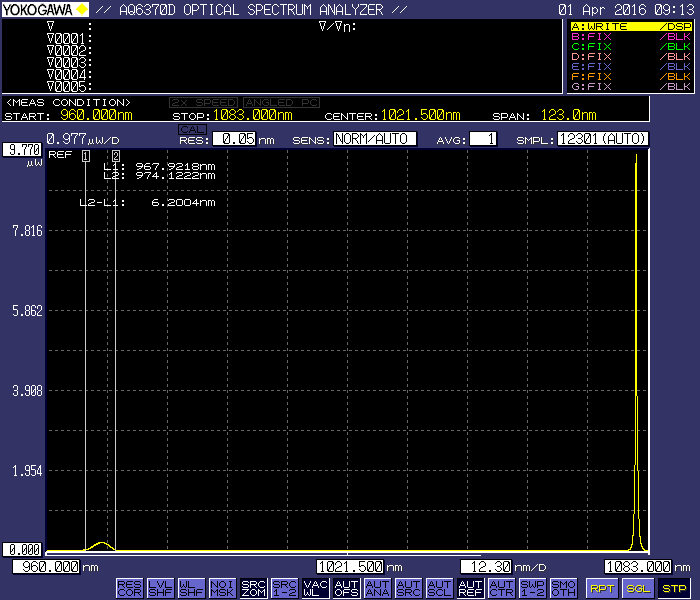 YOKOGAWA // AQ6370D OPTICAL SPECTRUM ANALYZER // 01 Apr 2016 09:13
∇ : ∇/∇n:
∇0001:
∇0002:
∇0003:
∇0004:
∇0005:
A:WRITE /DSP
B:FIX /BLK
C:FIX /BLK
D:FIX /BLK
E:FIX /BLK
F:FIX /BLK
G:FIX /BLK
<MEAS CONDITION> 2X SPEED ANGLED PC
START: 960.000nm STOP: 1083.000nm CENTER: 1021.500nm SPAN: 123.0nm
CAL
0.977µW/D RES: 0.05 nm SENS: NORM/AUTO AVG: 1 SMPL: 12301(AUTO)
9.770 µW
REF 1 2
L1: 967.9218nm
L2: 974.1222nm
L2-L1: 6.2004nm
7.816
5.862
3.908
1.954
0.000
960.000 nm 1021.500 nm 12.30 nm/D 1083.000 nm
RES COR LVL SHF WL SHF NOI MSK SRC ZOM SRC 1-2 VAC WL AUT OFS AUT ANA AUT SRC AUT SCL AUT REF AUT CTR SWP 1-2 SMO OTH RPT SGL STP